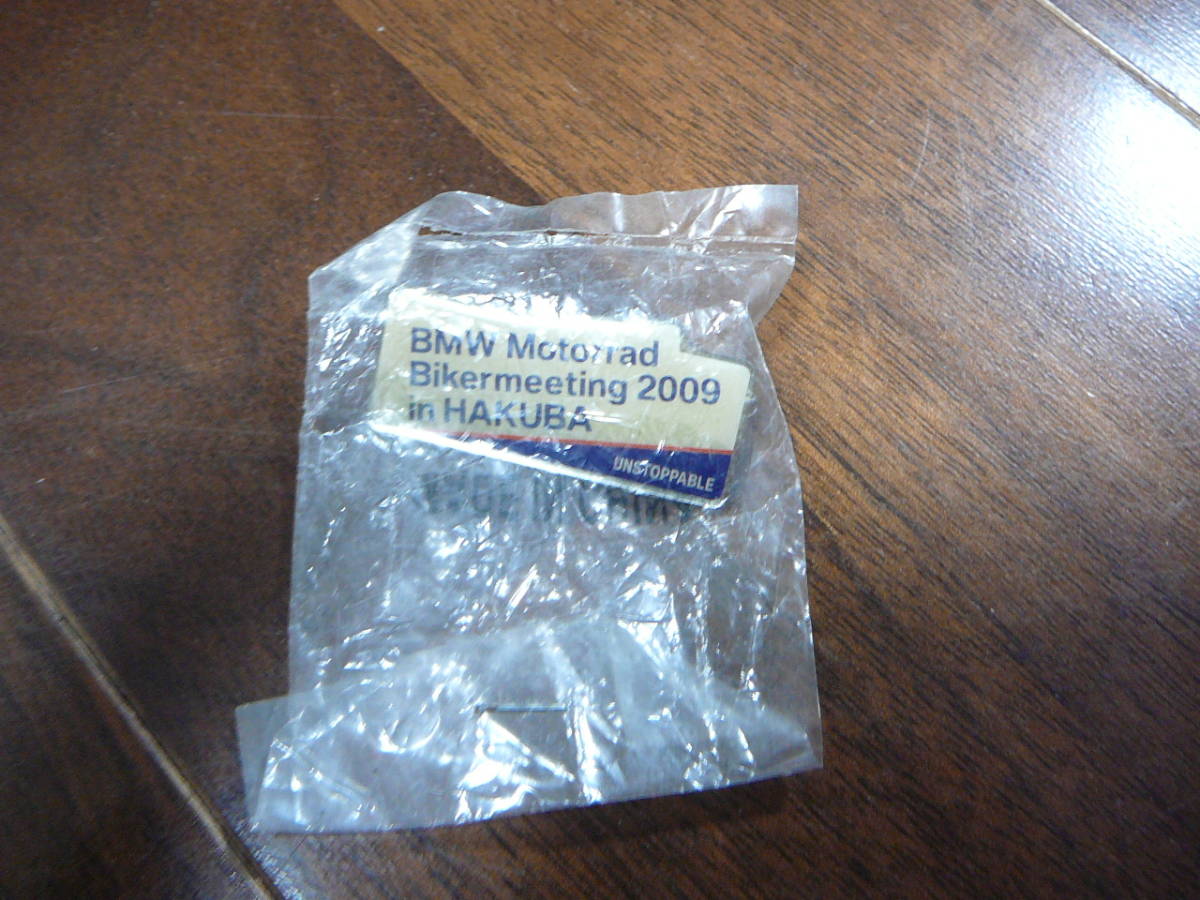 BMW Motorrad
Bikermeeting 2009
in HAKUBA
UNSTOPPABLE